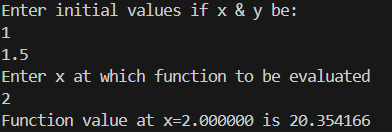 Enter initial values if x & y be:
1
1.5
Enter x at which function to be evaluated
2
Function value at x=2.000000 is 20.354166